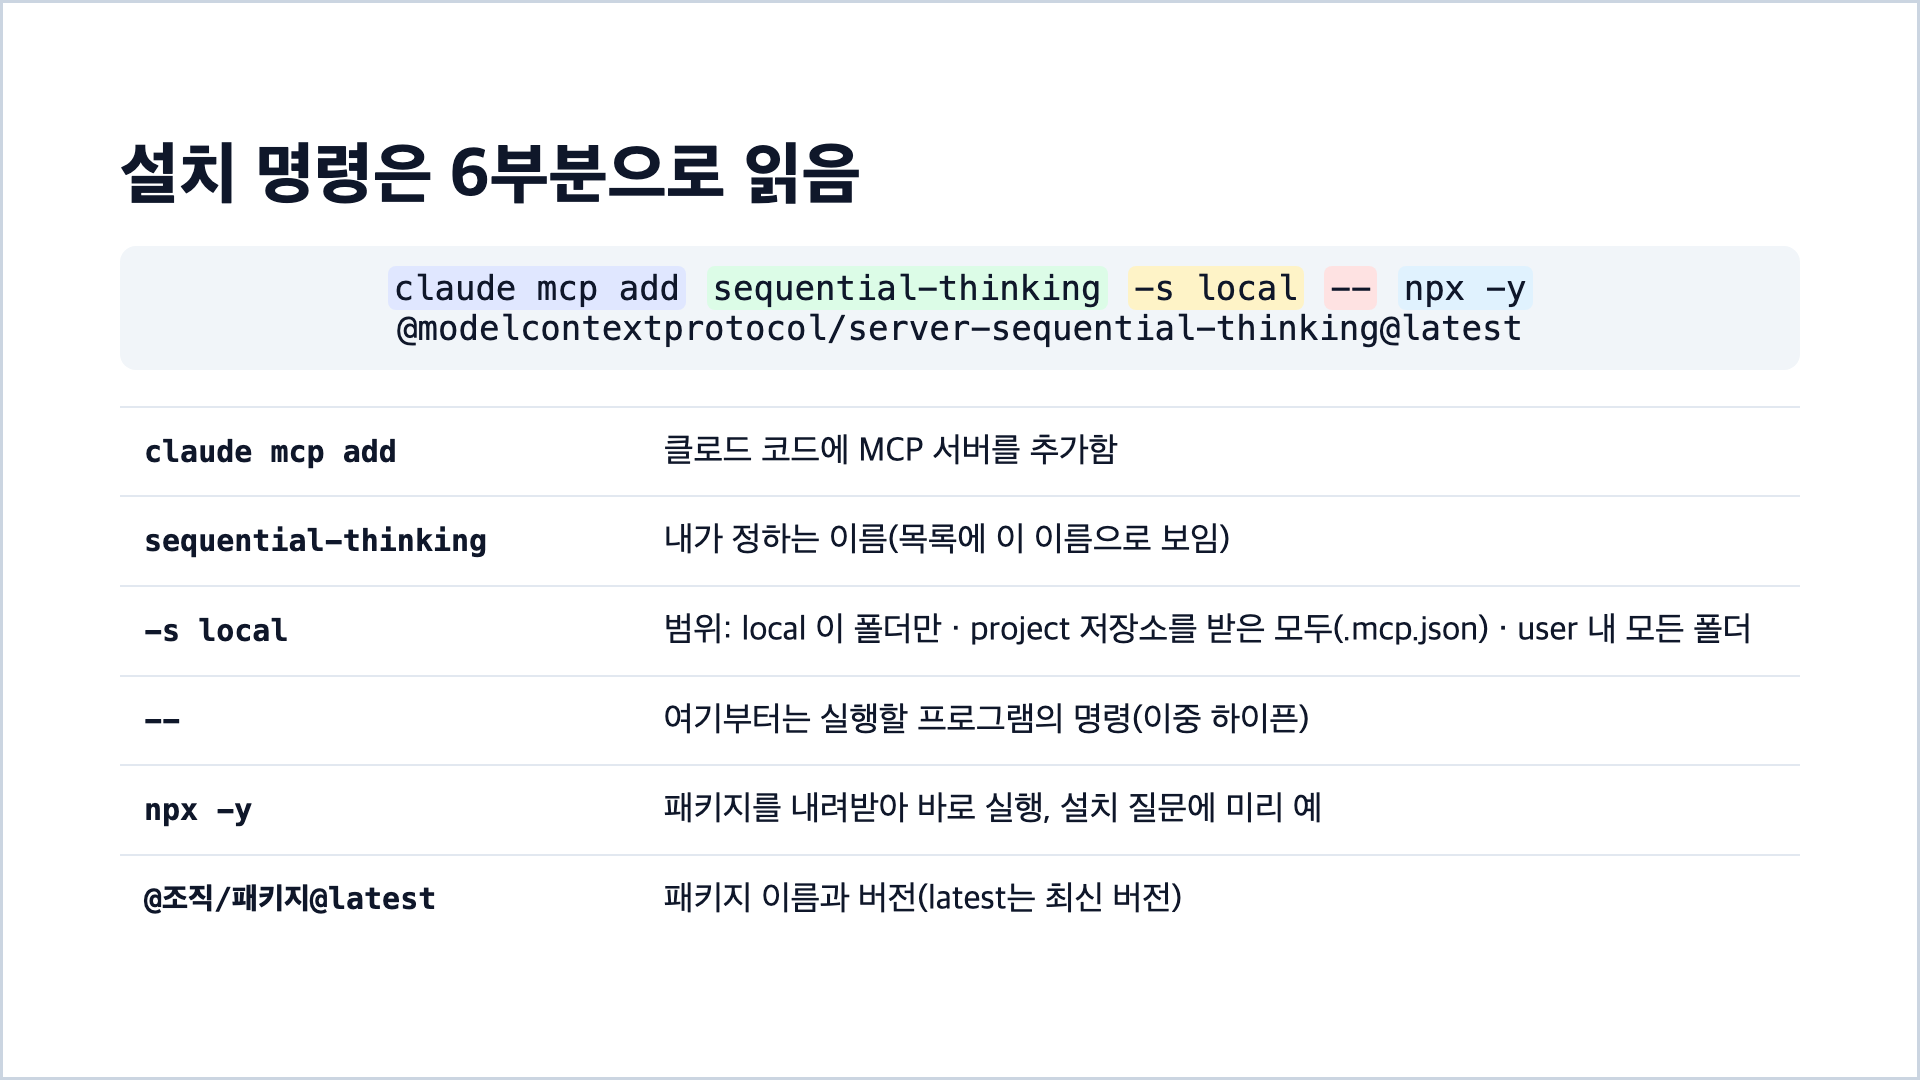 설치 명령은 6부분으로 읽음
claude mcp add sequential-thinking -s local -- npx -y
@modelcontextprotocol/server-sequential-thinking@latest
claude mcp add 클로드 코드에 MCP 서버를 추가함
sequential-thinking 내가 정하는 이름(목록에 이 이름으로 보임)
-s local 범위: local 이 폴더만 · project 저장소를 받은 모두(.mcp.json) · user 내 모든 폴더
-- 여기부터는 실행할 프로그램의 명령(이중 하이픈)
npx -y 패키지를 내려받아 바로 실행, 설치 질문에 미리 예
@조직/패키지@latest 패키지 이름과 버전(latest는 최신 버전)